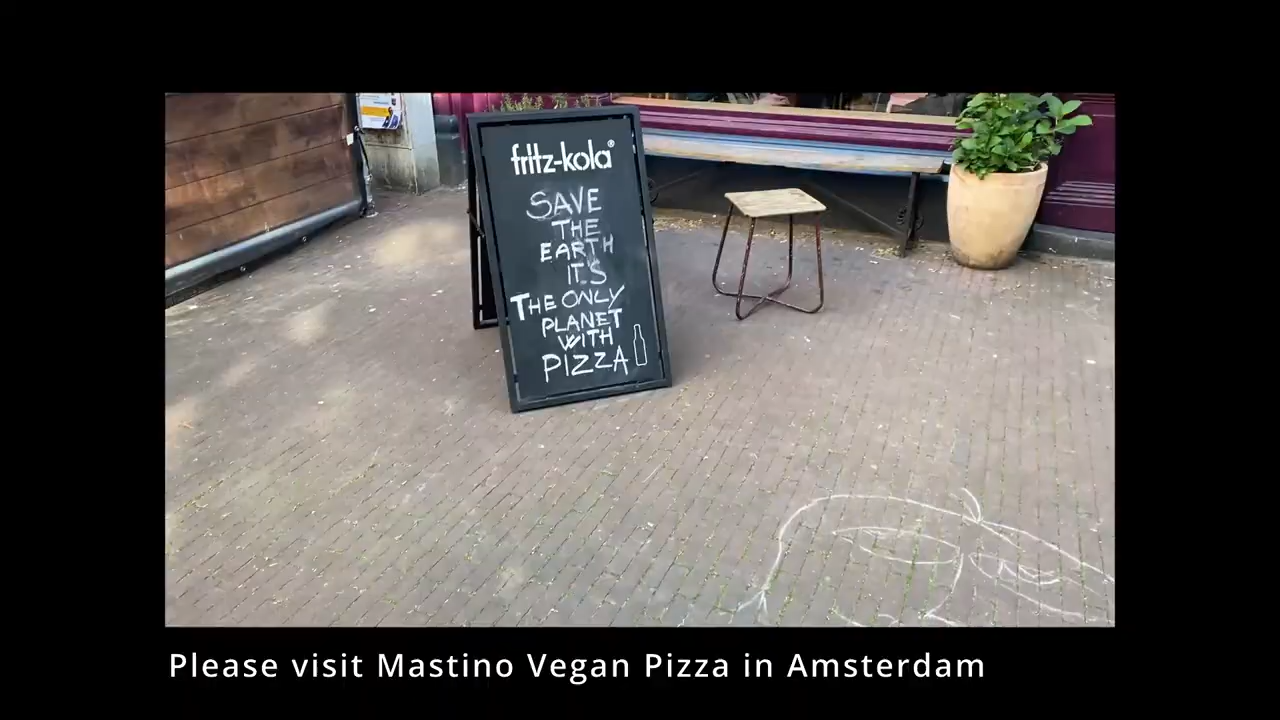 fritz-kola®
SAVE
THE
EARTH
IT'S
THE ONLY
PLANET
WITH
PIZZA
Please visit Mastino Vegan Pizza in Amsterdam